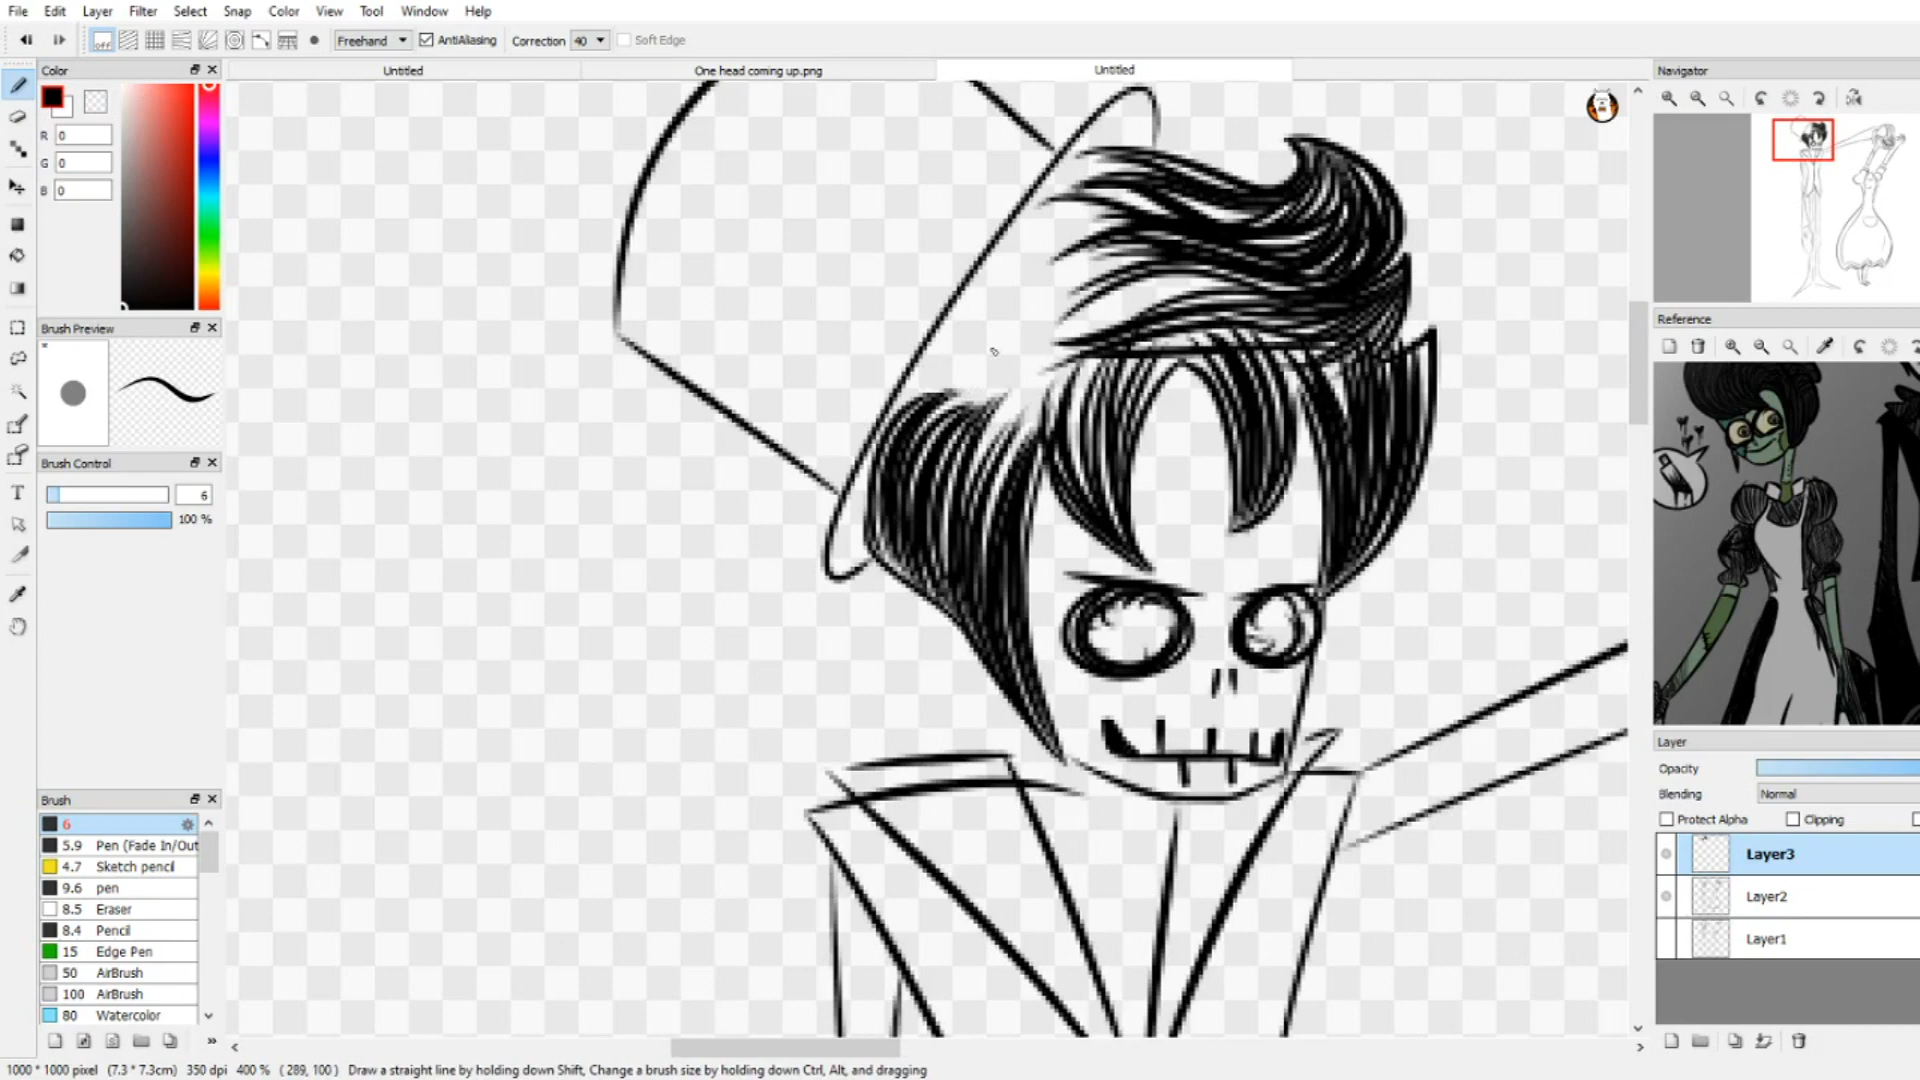 File Edit Layer Filter Select Snap Color View Tool Window Help
off Freehand AntiAliasing Correction 40 Soft Edge
Color
Untitled
One head coming up.png
Untitled
Navigator
R 0
G 0
B 0
Brush Preview
*
Reference
Brush Control
6
100 %
Layer
Opacity
Blending Normal
Protect Alpha Clipping
Layer3
Layer2
Layer1
Brush
6
5.9 Pen (Fade In/Out
4.7 Sketch pencil
9.6 pen
8.5 Eraser
8.4 Pencil
15 Edge Pen
50 AirBrush
100 AirBrush
80 Watercolor
1000 * 1000 pixel (7.3 * 7.3cm) 350 dpi 400 % ( 289, 100 ) Draw a straight line by holding down Shift, Change a brush size by holding down Ctrl, Alt, and dragging